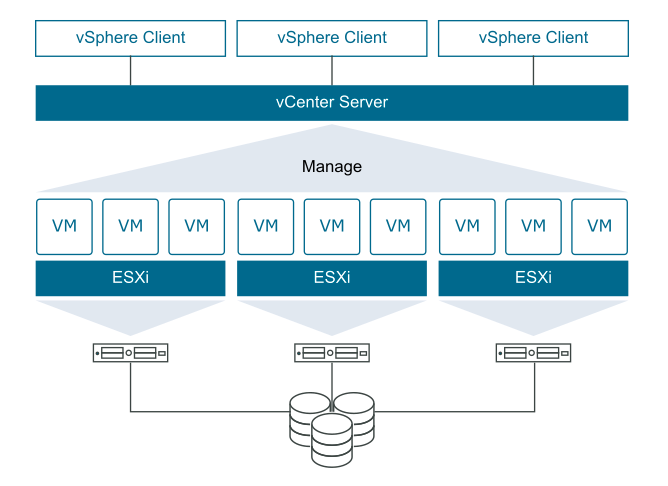 vSphere Client
vSphere Client
vSphere Client
vCenter Server
Manage
VM
VM
VM
VM
VM
VM
VM
VM
VM
ESXi
ESXi
ESXi